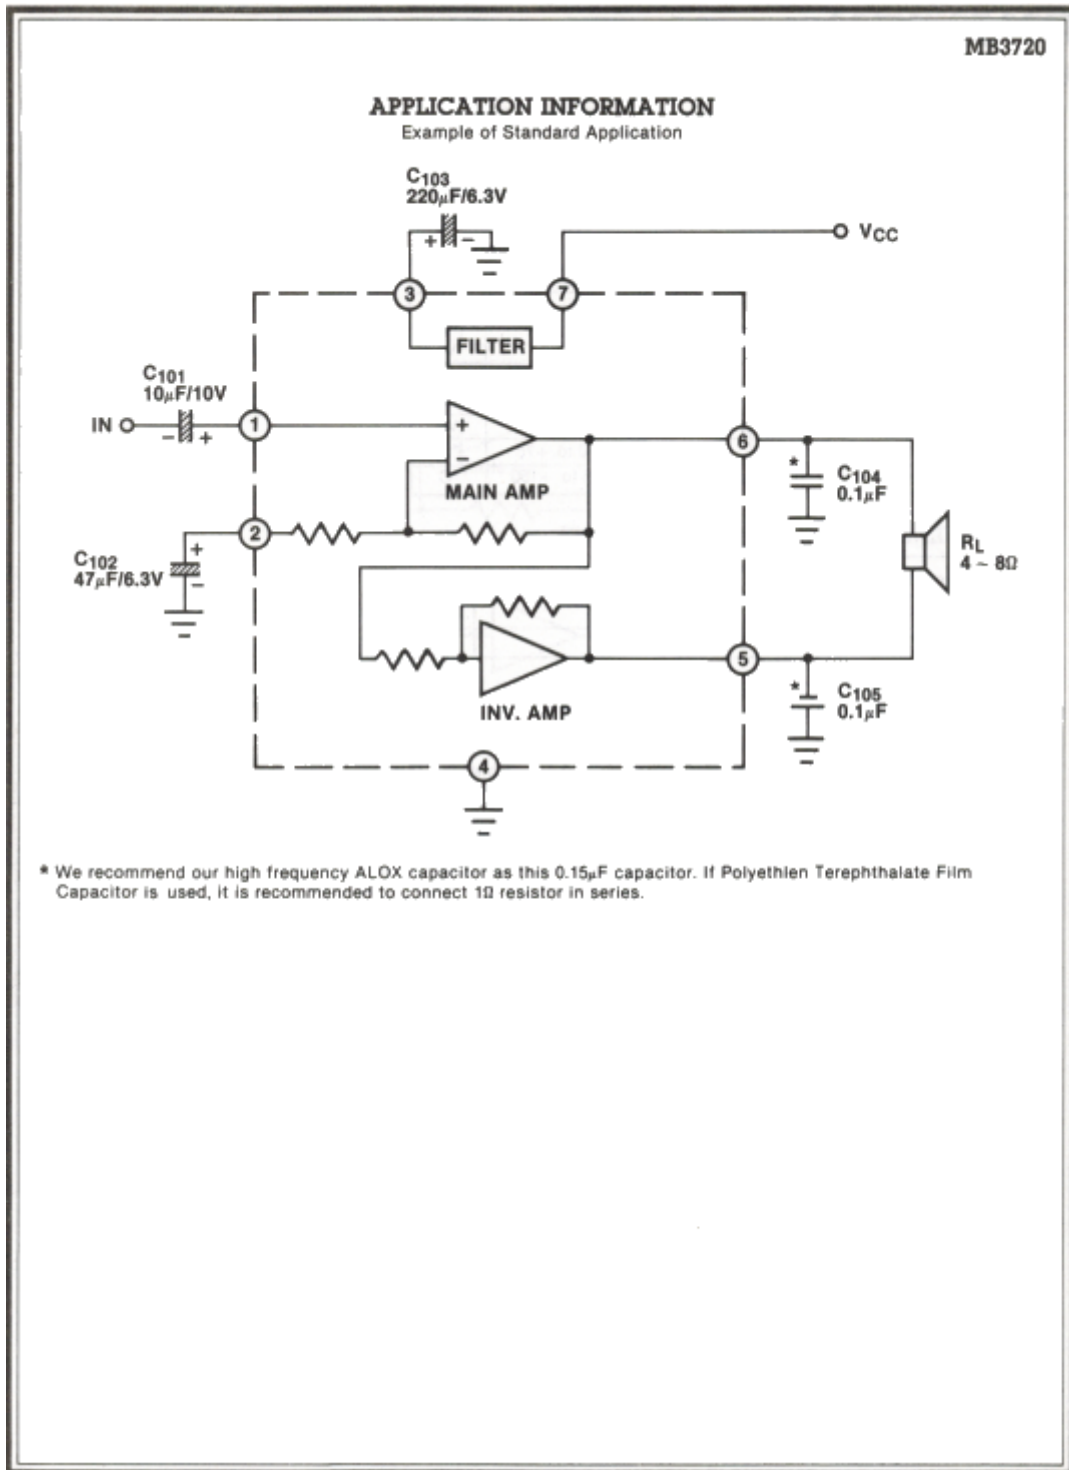 MB3720
APPLICATION INFORMATION
Example of Standard Application
C103
220μF/6.3V
+ −
VCC
3
7
FILTER
C101
10μF/10V
IN
− +
1
+
−
MAIN AMP
6
*
C104
0.1μF
2
C102
47μF/6.3V
+
−
RL
4 ~ 8Ω
5
INV. AMP
*
C105
0.1μF
4
* We recommend our high frequency ALOX capacitor as this 0.15μF capacitor. If Polyethlen Terephthalate Film
Capacitor is used, it is recommended to connect 1Ω resistor in series.